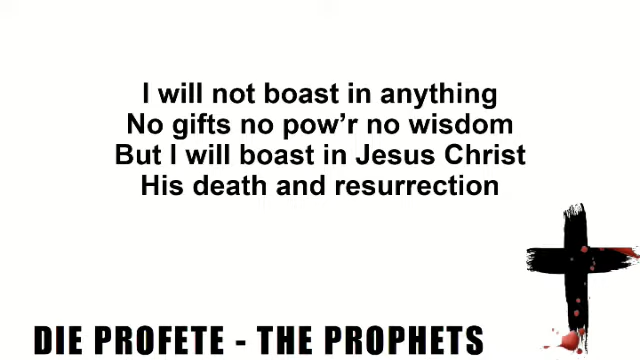 I will not boast in anything
No gifts no pow’r no wisdom
But I will boast in Jesus Christ
His death and resurrection
DIE PROFETE - THE PROPHETS